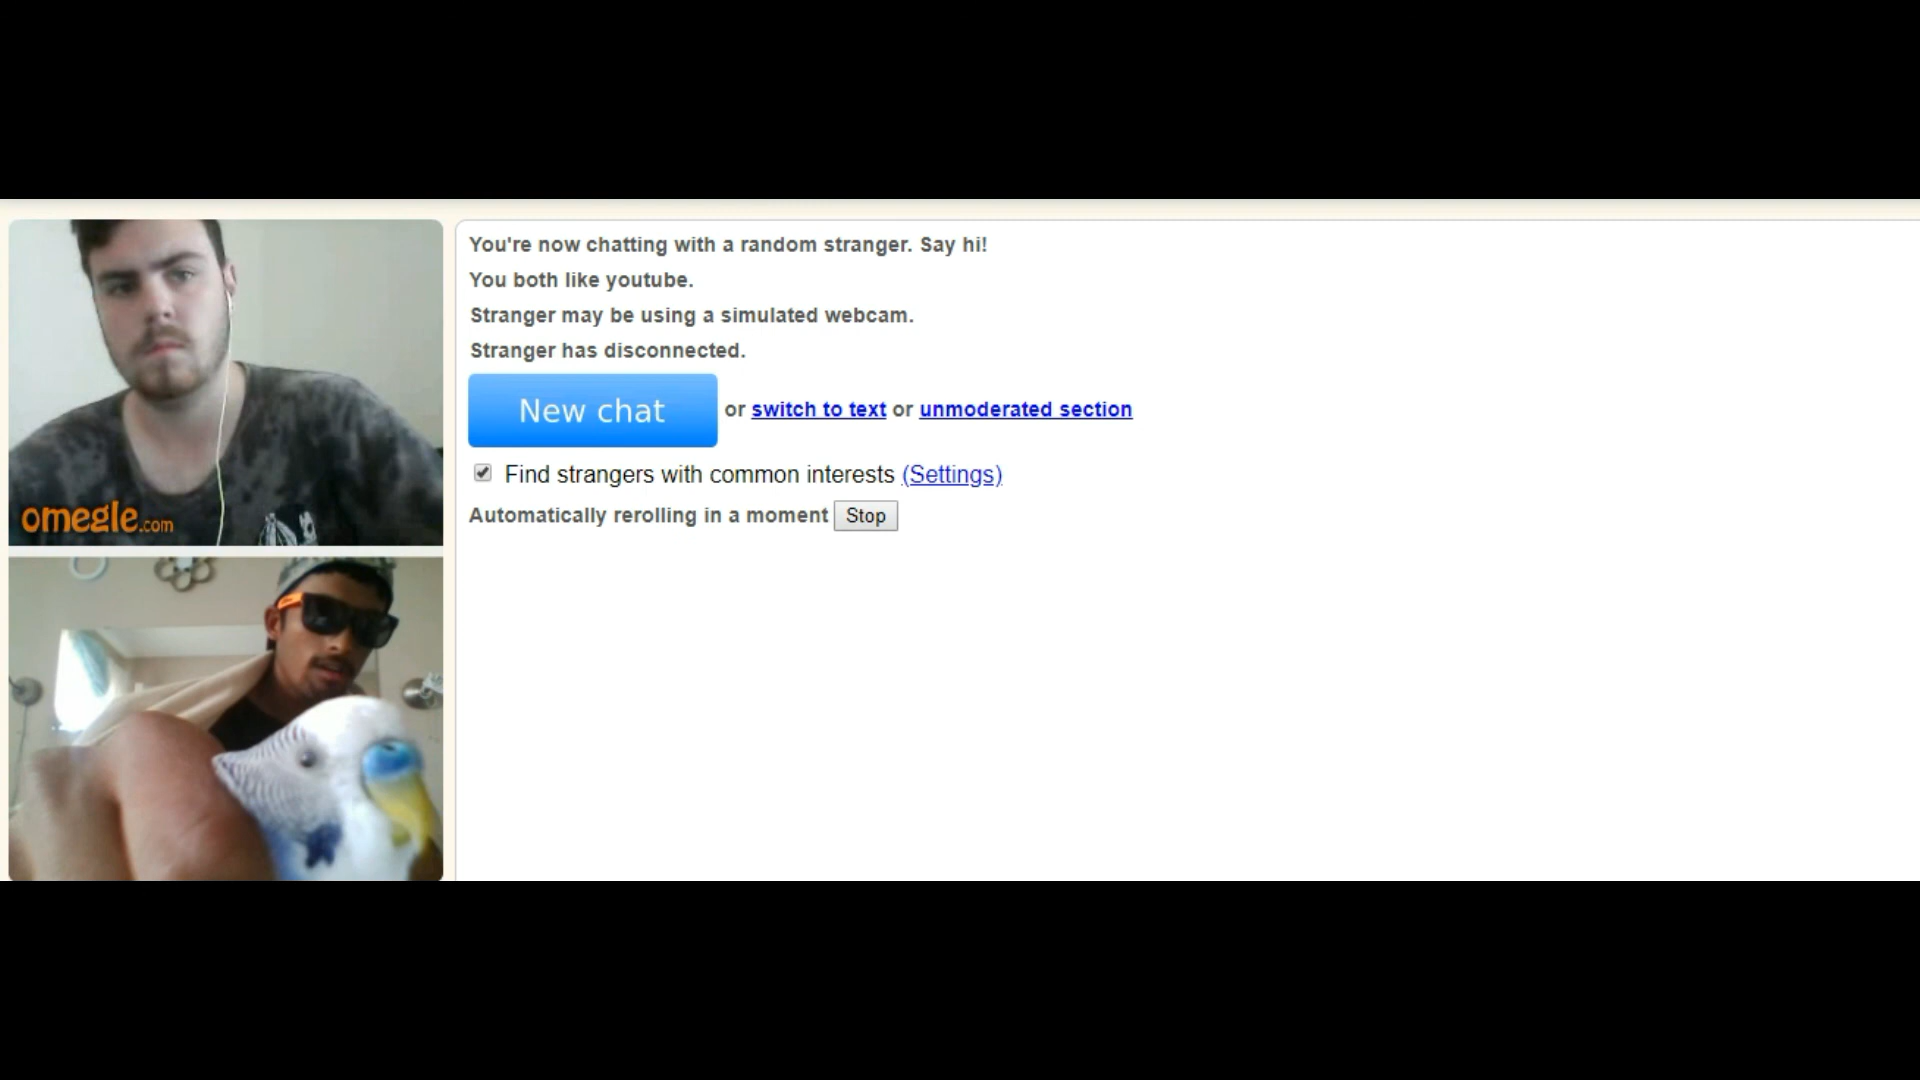 You're now chatting with a random stranger. Say hi!
You both like youtube.
Stranger may be using a simulated webcam.
Stranger has disconnected.
New chat or switch to text or unmoderated section
Find strangers with common interests (Settings)
Automatically rerolling in a moment Stop
omegle.com